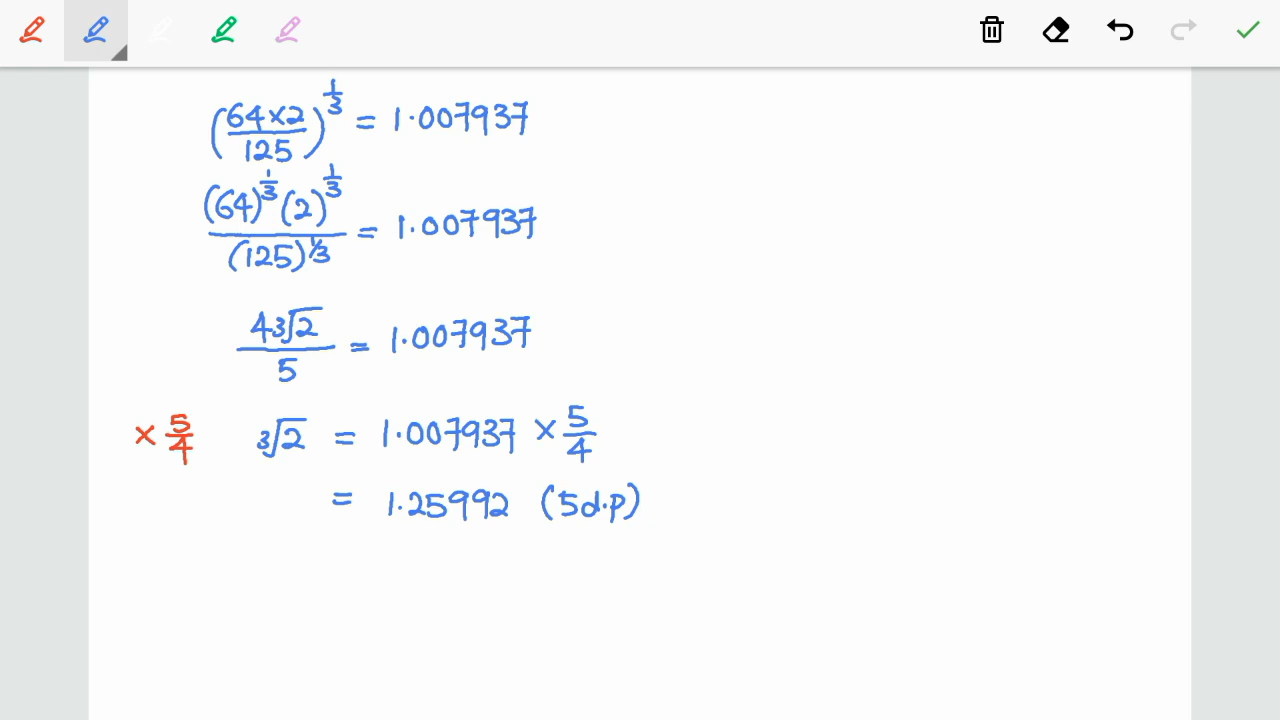 (64×2/125)^1/3 = 1.007937
(64)^1/3 (2)^1/3 / (125)^1/3 = 1.007937
4∛2/5 = 1.007937
×5/4 ∛2 = 1.007937 × 5/4
= 1.25992 (5d.p)